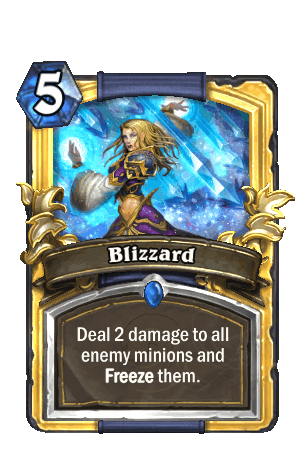 5
Blizzard
Deal 2 damage to all
enemy minions and
Freeze them.